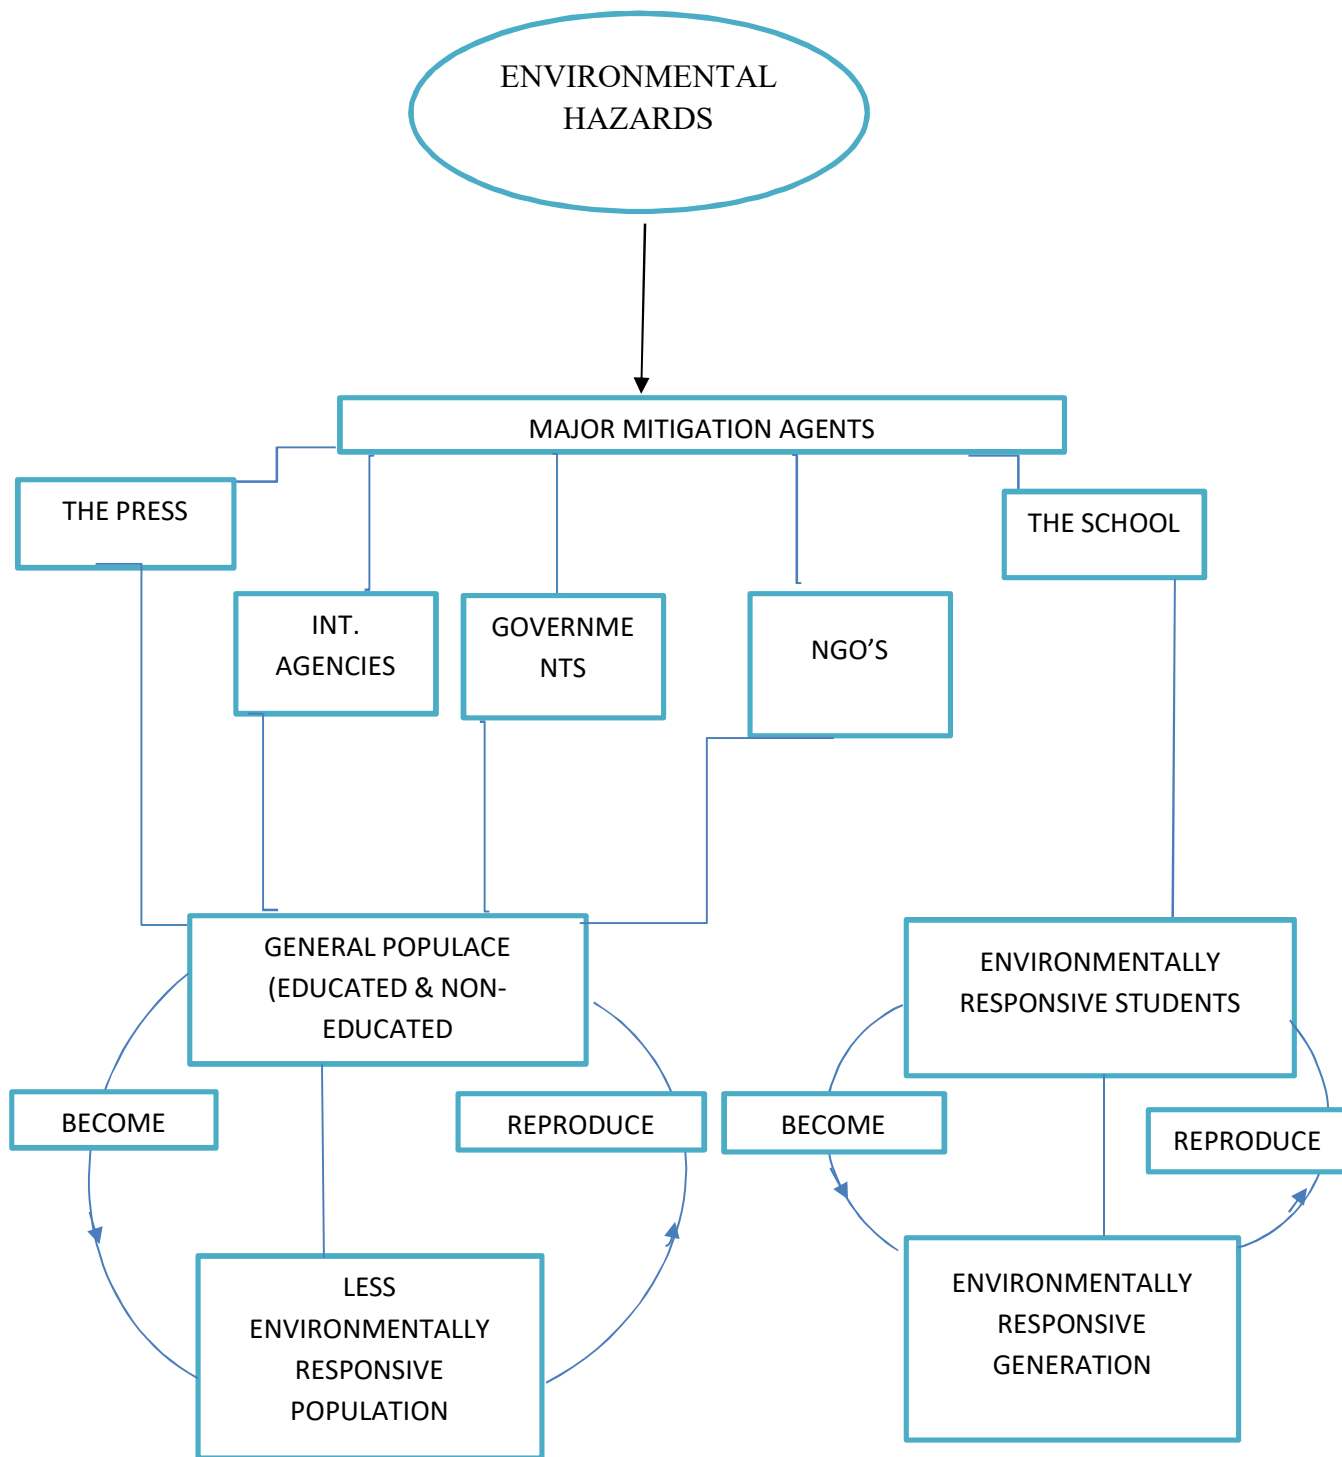 ENVIRONMENTAL
HAZARDS
MAJOR MITIGATION AGENTS
THE PRESS
THE SCHOOL
INT.
AGENCIES
GOVERNME
NTS
NGO’S
GENERAL POPULACE
(EDUCATED & NON-
EDUCATED
ENVIRONMENTALLY
RESPONSIVE STUDENTS
BECOME
REPRODUCE
BECOME
REPRODUCE
LESS
ENVIRONMENTALLY
RESPONSIVE
POPULATION
ENVIRONMENTALLY
RESPONSIVE
GENERATION